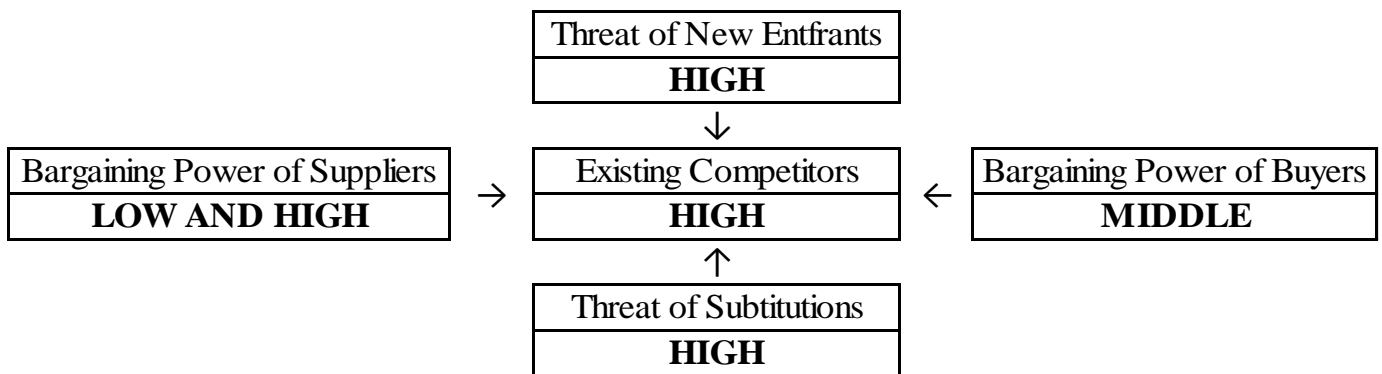 Threat of New Entfrants
HIGH
↓
Bargaining Power of Suppliers
LOW AND HIGH
→
Existing Competitors
HIGH
←
Bargaining Power of Buyers
MIDDLE
↑
Threat of Subtitutions
HIGH